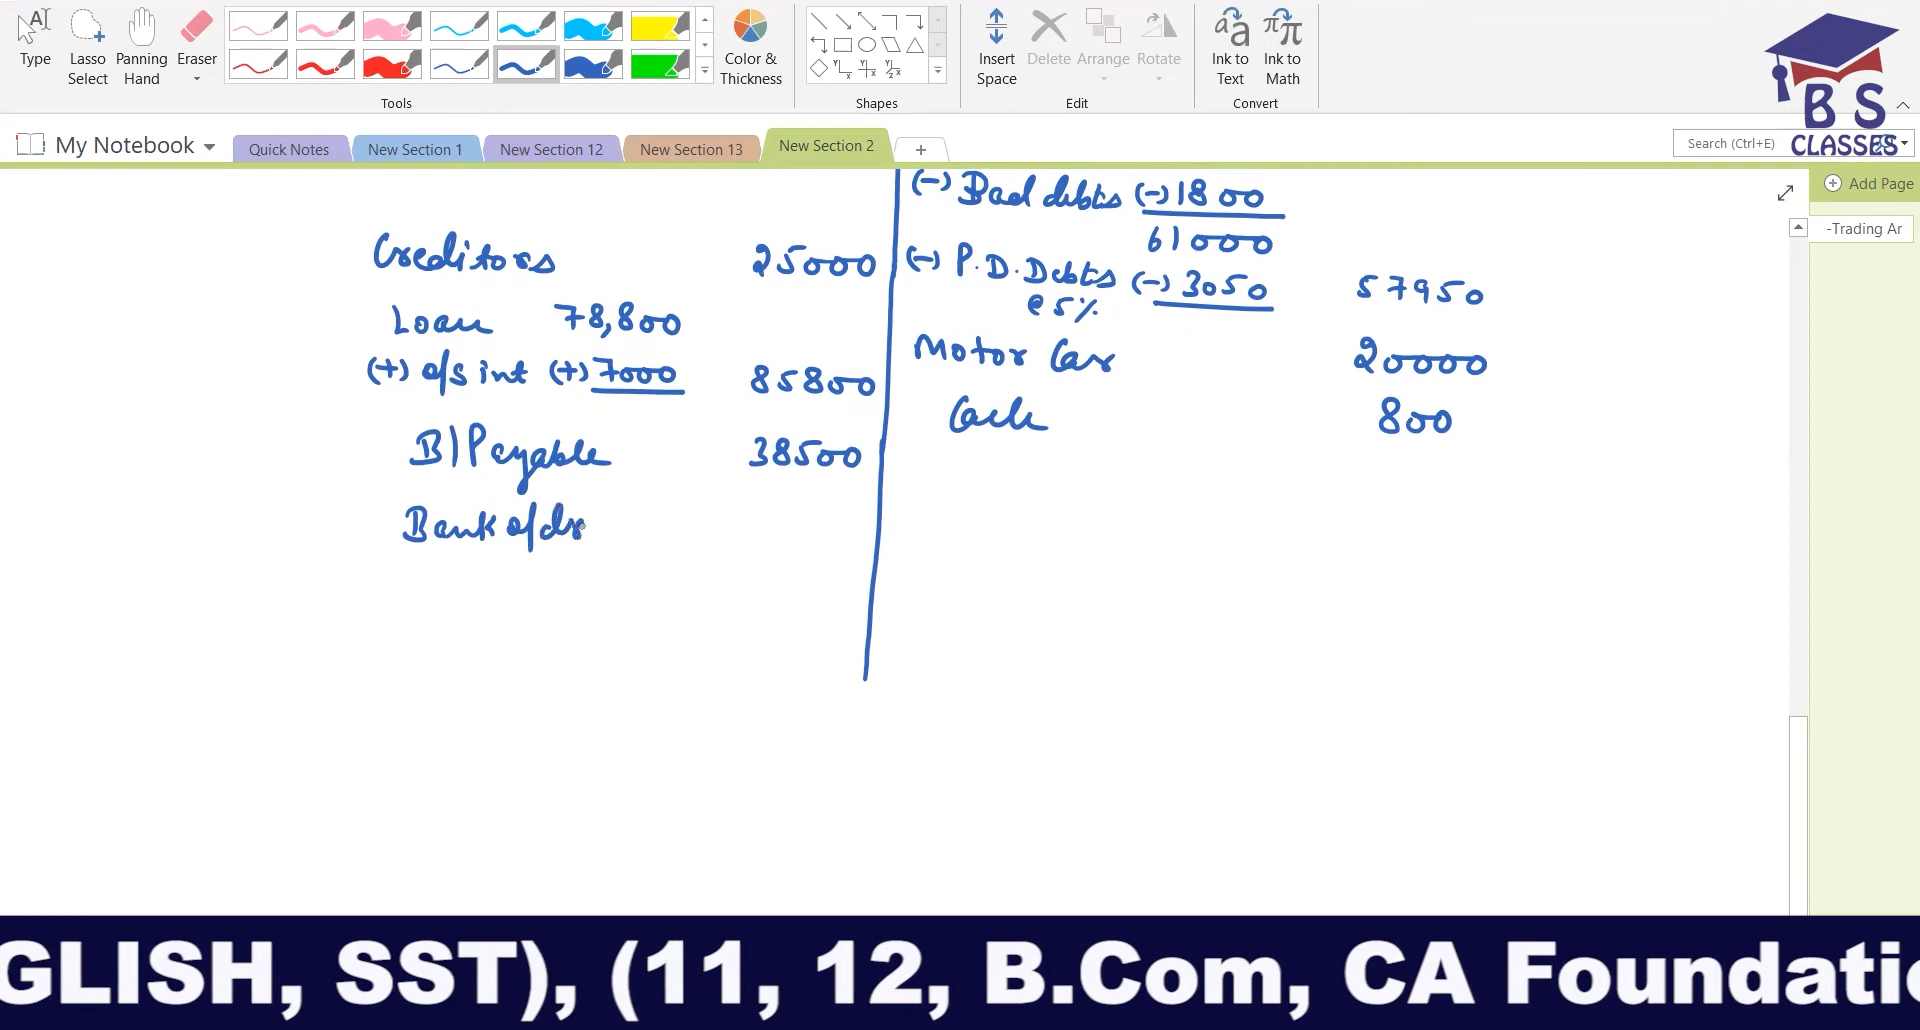 Type
Lasso Select
Panning Hand
Eraser
Color & Thickness
Insert Space
Delete
Arrange
Rotate
Ink to Text
Ink to Math
Tools
Shapes
Edit
Convert
BS
CLASSES
My Notebook
Quick Notes
New Section 1
New Section 12
New Section 13
New Section 2
Search (Ctrl+E)
Add Page
-Trading Ar
Creditors 25000
Loan 78,800
(+) o/s int (+) 7000 85800
B/Payable 38500
Bank o/dr
(-) Bad debts (-) 1800
61000
(-) P.D. Debts (-) 3050 57950
@ 5%
Motor Car 20000
Cash 800
GLISH, SST), (11, 12, B.Com, CA Foundatio